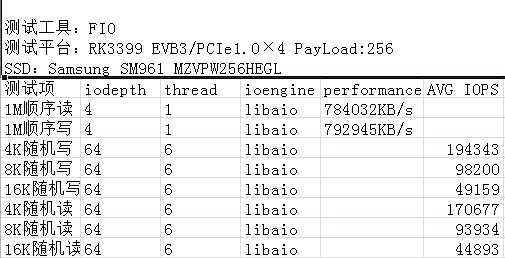 测试工具：FIO
测试平台：RK3399 EVB3/PCIe1.0×4 PayLoad:256
SSD：Samsung SM961 MZVPW256HEGL
测试项 iodepth thread ioengine performance AVG IOPS
1M顺序读 4 1 libaio 784032KB/s
1M顺序写 4 1 libaio 792945KB/s
4K随机写 64 6 libaio 194343
8K随机写 64 6 libaio 98200
16K随机写 64 6 libaio 49159
4K随机读 64 6 libaio 170677
8K随机读 64 6 libaio 93934
16K随机读 64 6 libaio 44893